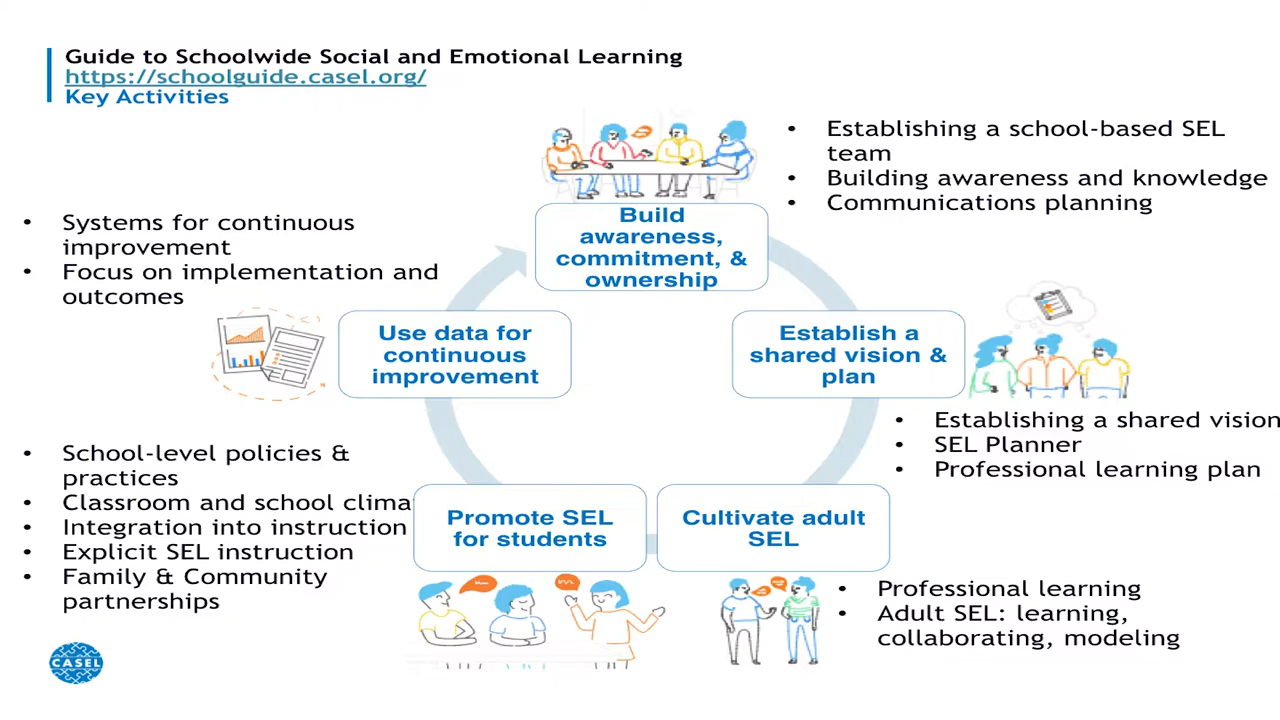 Guide to Schoolwide Social and Emotional Learning
https://schoolguide.casel.org/
Key Activities
• Establishing a school-based SEL
team
• Building awareness and knowledge
• Communications planning
Build
awareness,
commitment, &
ownership
Establish a
shared vision &
plan
• Establishing a shared vision
• SEL Planner
• Professional learning plan
Cultivate adult
SEL
• Professional learning
• Adult SEL: learning,
collaborating, modeling
Promote SEL
for students
• School-level policies &
practices
• Classroom and school clima
• Integration into instruction
• Explicit SEL instruction
• Family & Community
partnerships
Use data for
continuous
improvement
• Systems for continuous
improvement
• Focus on implementation and
outcomes
CASEL